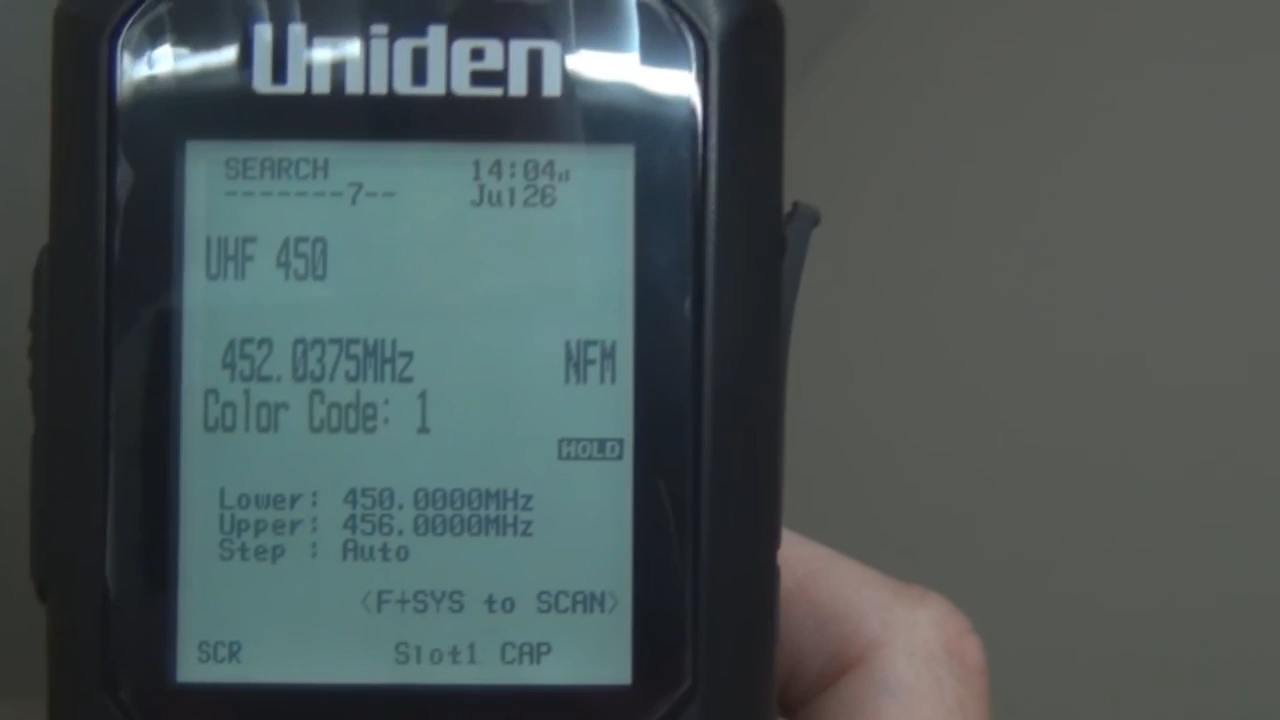 Uniden
SEARCH 14:04
-------7-- Jul26
UHF 450
452.0375MHz NFM
Color Code: 1
HOLD
Lower: 450.0000MHz
Upper: 456.0000MHz
Step : Auto
<F+SYS to SCAN>
SCR Slot1 CAP